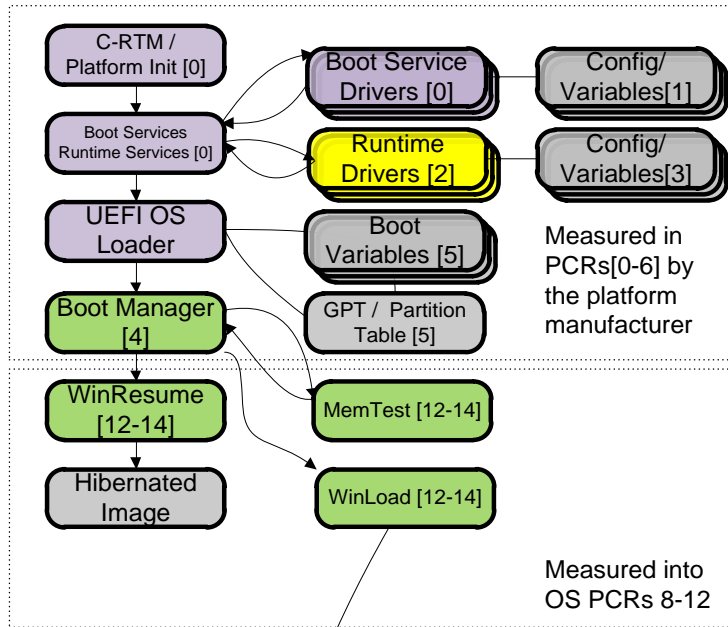 C-RTM /
Platform Init [0]
Boot Service
Drivers [0]
Config/
Variables[1]
Boot Services
Runtime Services [0]
Runtime
Drivers [2]
Config/
Variables[3]
UEFI OS
Loader
Boot
Variables [5]
Measured in
PCRs[0-6] by
the platform
manufacturer
Boot Manager
[4]
GPT /  Partition
Table [5]
WinResume
[12-14]
MemTest [12-14]
Hibernated
Image
WinLoad [12-14]
Measured into
OS PCRs 8-12